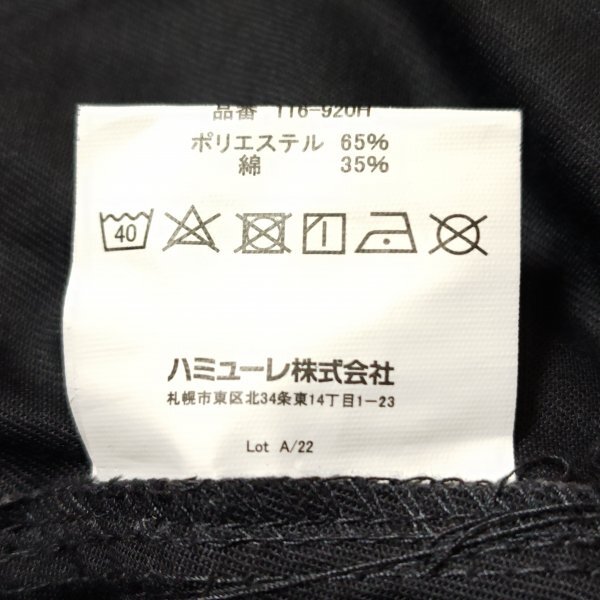 品番 116-920H
ポリエステル 65%
綿 35%
40
ハミューレ株式会社
札幌市東区北34条東14丁目1-23
Lot A/22